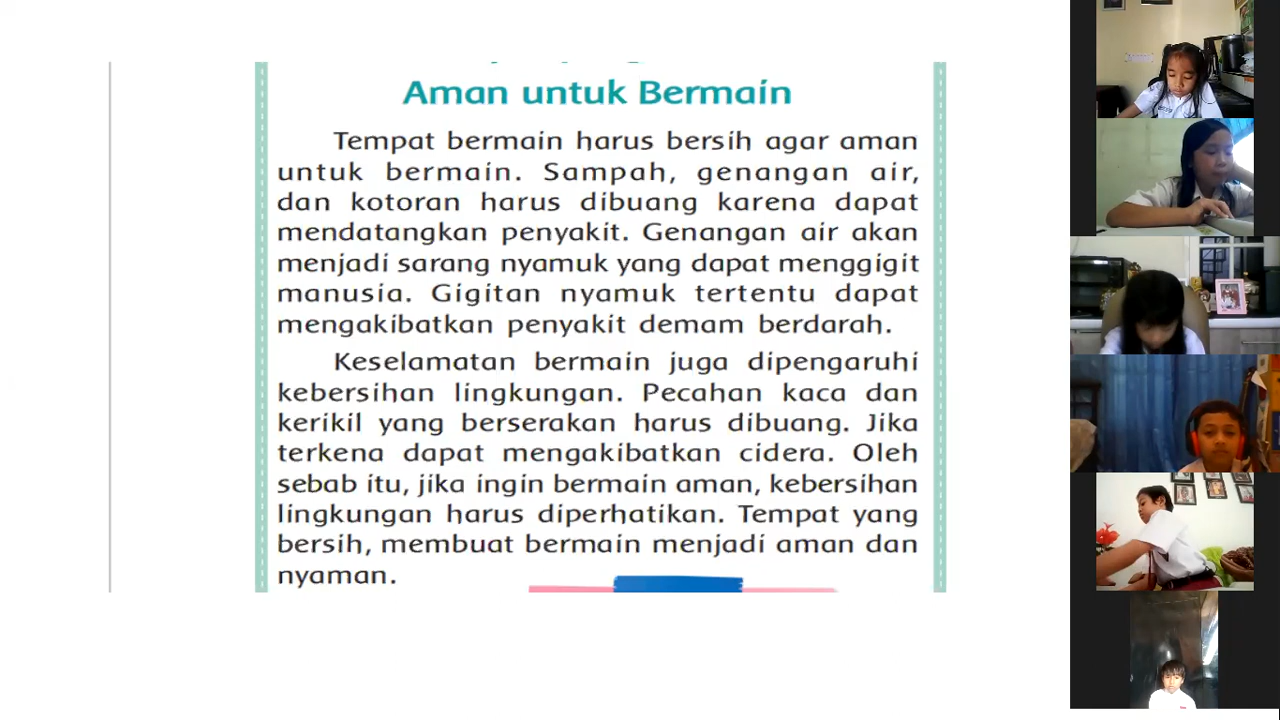 Aman untuk Bermain
Tempat bermain harus bersih agar aman
untuk bermain. Sampah, genangan air,
dan kotoran harus dibuang karena dapat
mendatangkan penyakit. Genangan air akan
menjadi sarang nyamuk yang dapat menggigit
manusia. Gigitan nyamuk tertentu dapat
mengakibatkan penyakit demam berdarah.
Keselamatan bermain juga dipengaruhi
kebersihan lingkungan. Pecahan kaca dan
kerikil yang berserakan harus dibuang. Jika
terkena dapat mengakibatkan cidera. Oleh
sebab itu, jika ingin bermain aman, kebersihan
lingkungan harus diperhatikan. Tempat yang
bersih, membuat bermain menjadi aman dan
nyaman.